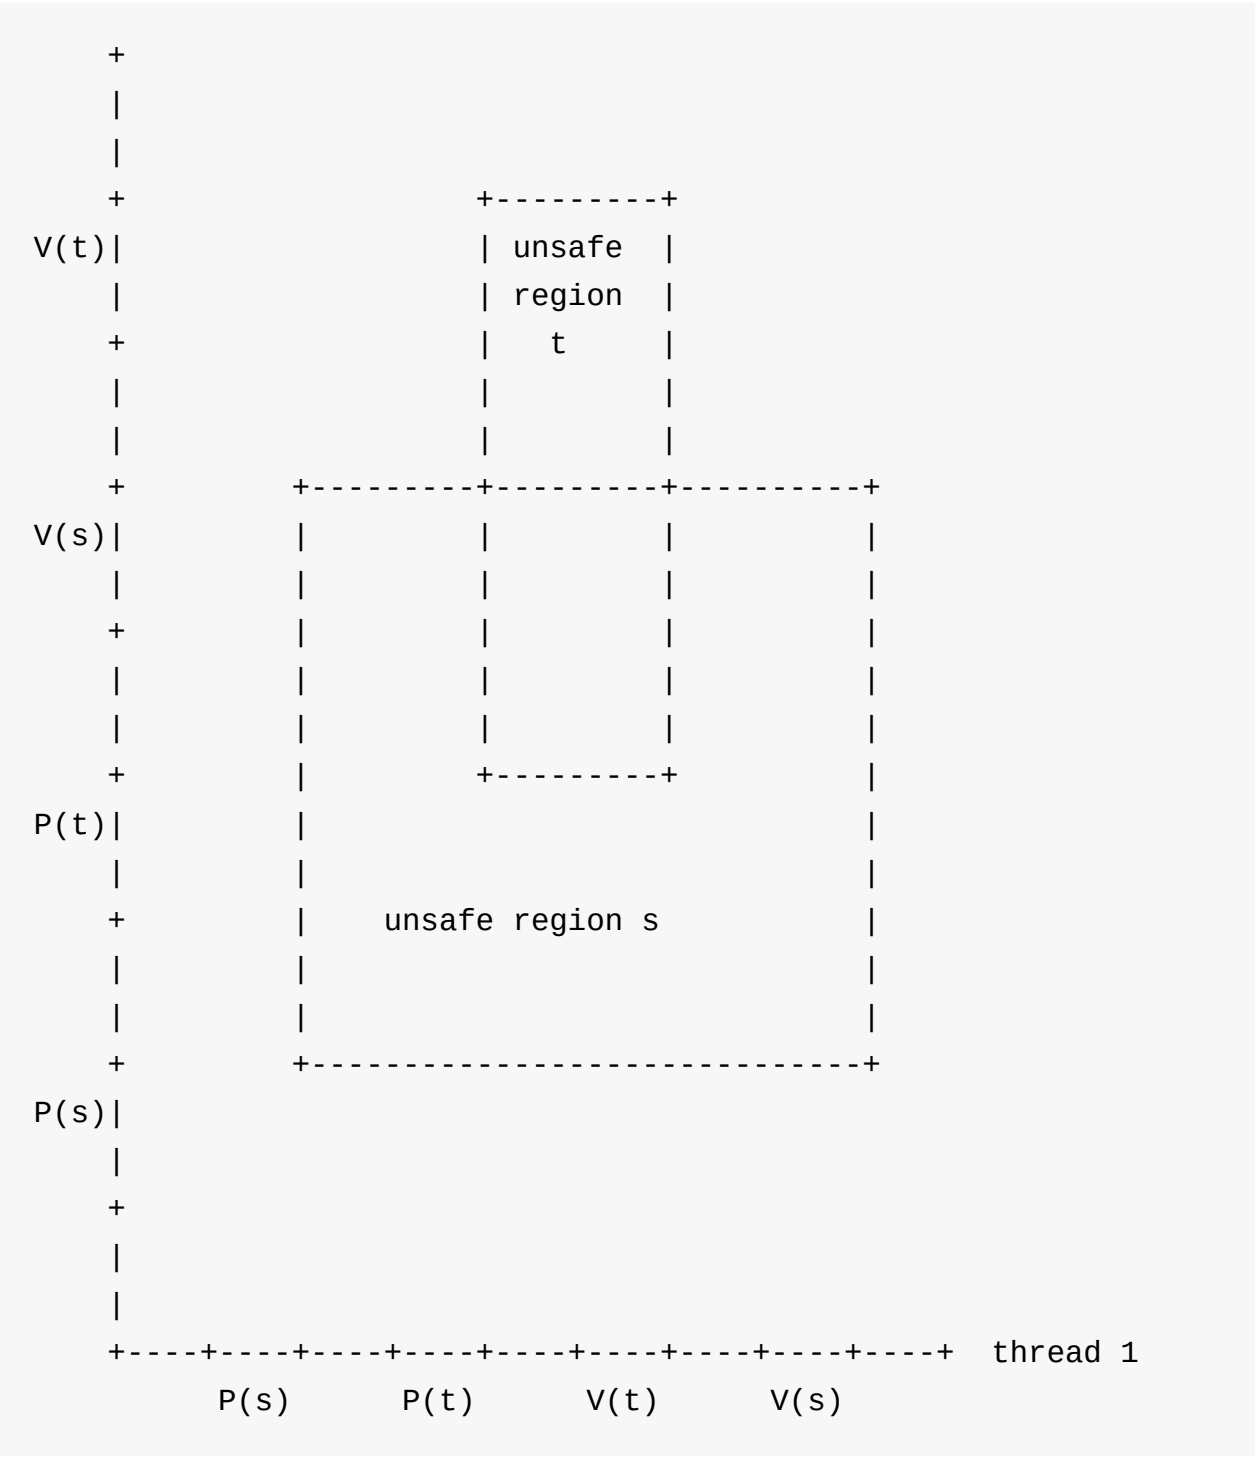 +
|
|
+                   +---------+
V(t)|                   | unsafe  |
|                   | region  |
+                   |   t     |
|                   |         |
|                   |         |
+         +---------+---------+----------+
V(s)|         |         |         |          |
|         |         |         |          |
+         |         |         |          |
|         |         |         |          |
|         |         |         |          |
+         |         +---------+          |
P(t)|         |                              |
|         |                              |
+         |    unsafe region s           |
|         |                              |
|         |                              |
+         +------------------------------+
P(s)|
|
+
|
|
+----+----+----+----+----+----+----+----+----+  thread 1
P(s)      P(t)      V(t)      V(s)